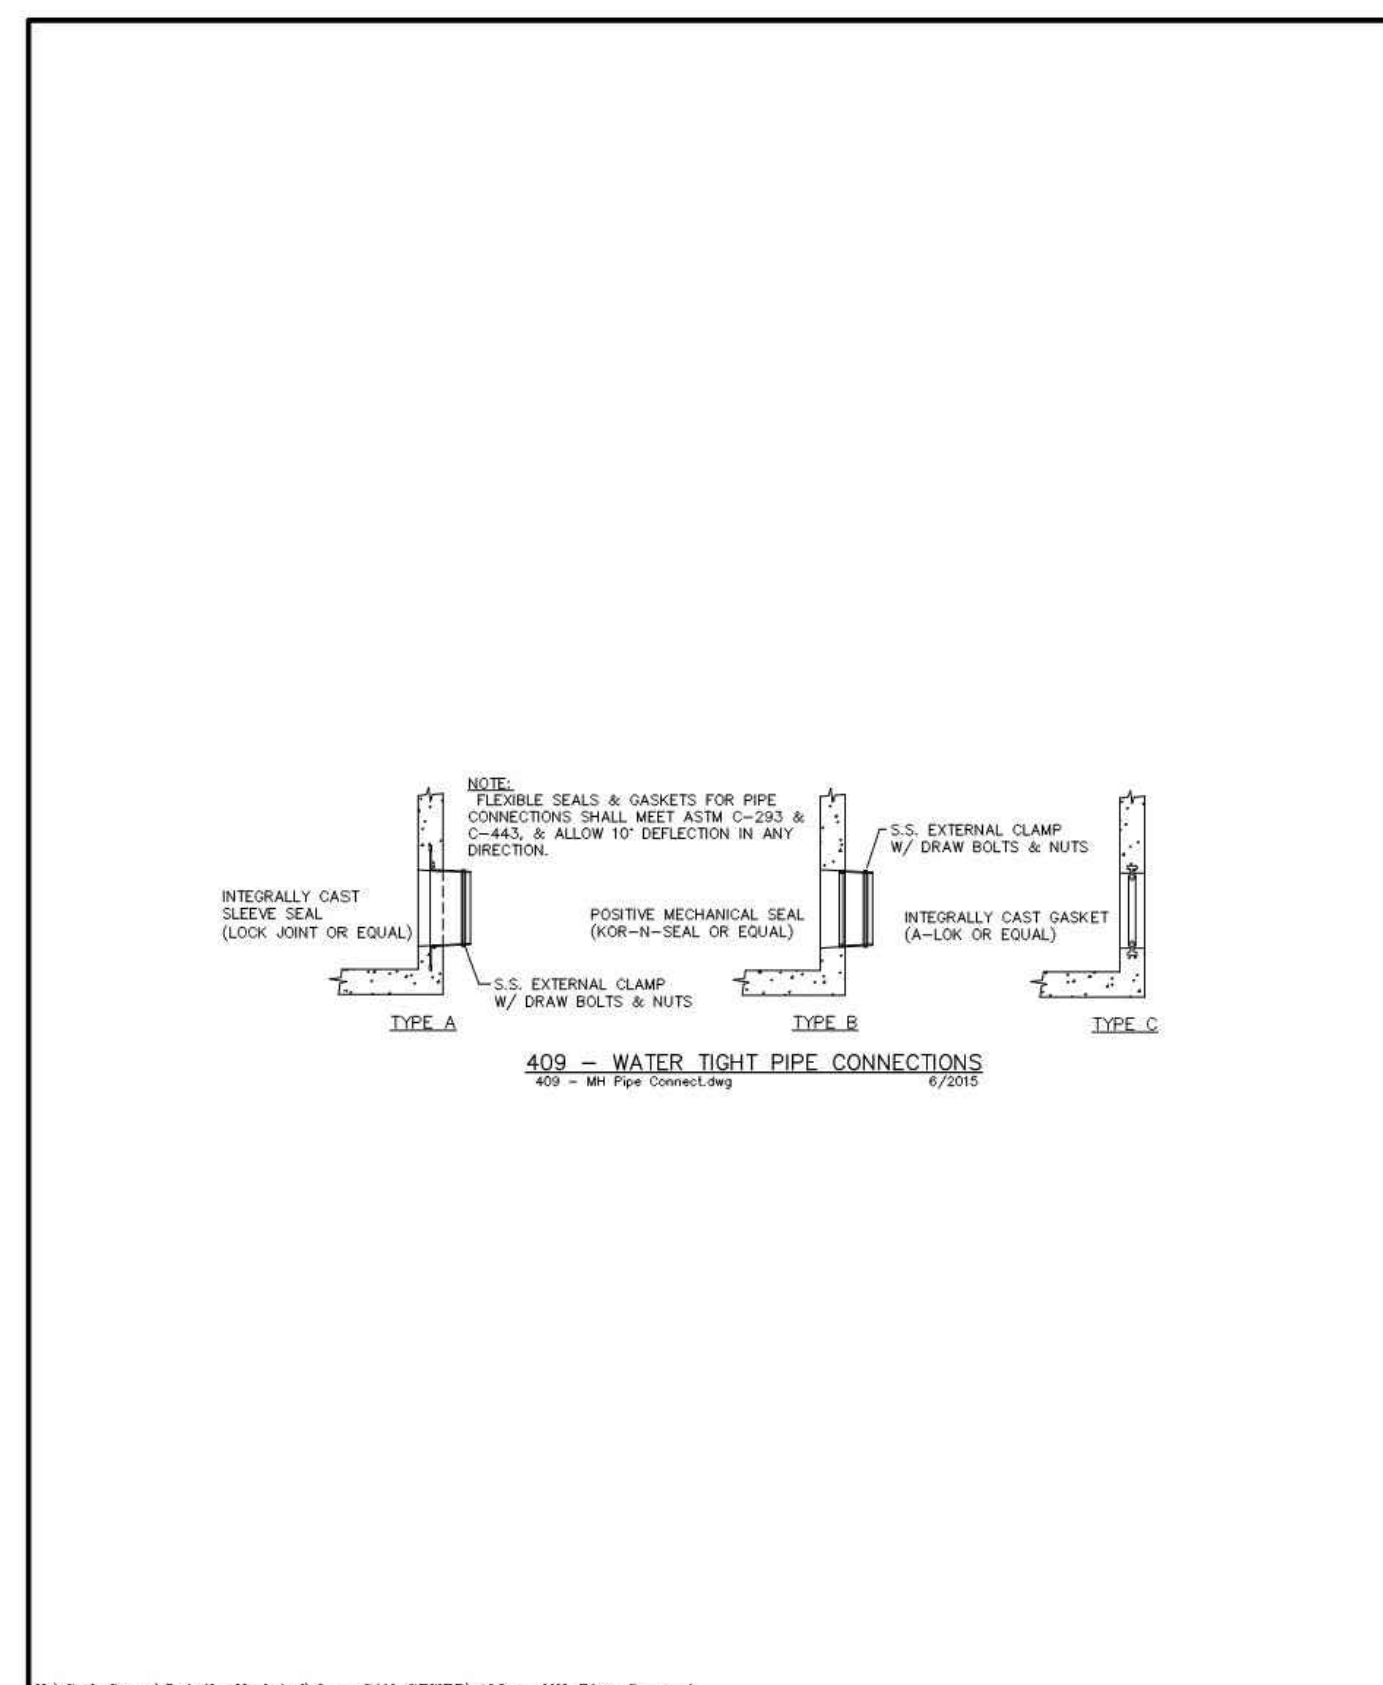 NOTE:
FLEXIBLE SEALS & GASKETS FOR PIPE
CONNECTIONS SHALL MEET ASTM C-293 &
C-443, & ALLOW 10° DEFLECTION IN ANY
DIRECTION.
INTEGRALLY CAST
SLEEVE SEAL
(LOCK JOINT OR EQUAL)
S.S. EXTERNAL CLAMP
W/ DRAW BOLTS & NUTS
TYPE A
POSITIVE MECHANICAL SEAL
(KOR-N-SEAL OR EQUAL)
S.S. EXTERNAL CLAMP
W/ DRAW BOLTS & NUTS
TYPE B
INTEGRALLY CAST GASKET
(A-LOK OR EQUAL)
TYPE C
409 - WATER TIGHT PIPE CONNECTIONS
409 - MH Pipe Connect.dwg 6/2015